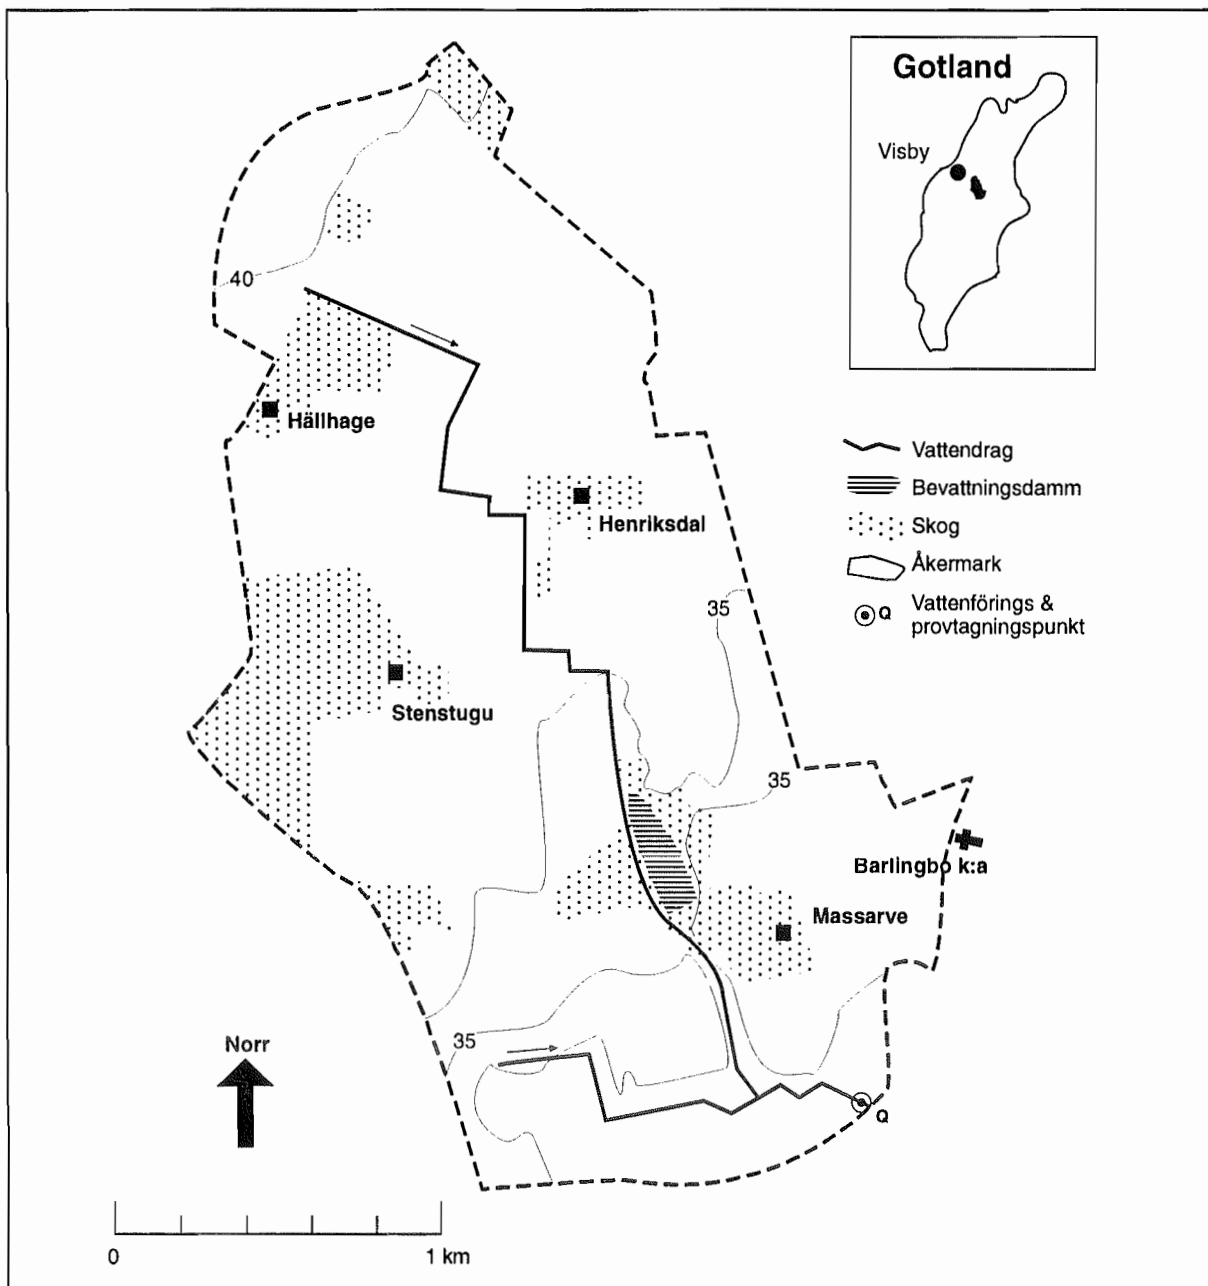 Gotland
Visby
40
Hällhage
Henriksdal
Stenstugu
35
35
Barlingbo k:a
Massarve
35
Q
Vattendrag
Bevattningsdamm
Skog
Åkermark
Q Vattenförings &
provtagningspunkt
Norr
0 1 km